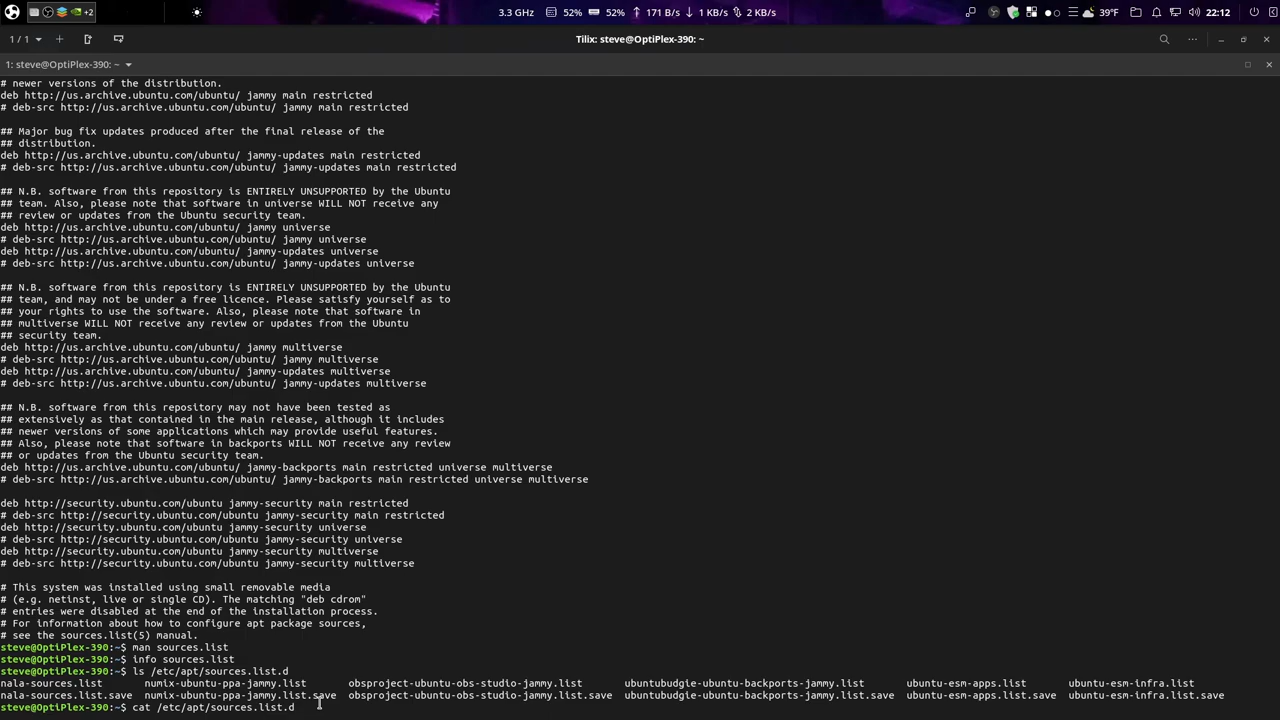 +2
3.3 GHz 52% 52% 171 B/s 1 KB/s 2 KB/s
39°F
22:12
1 / 1
Tilix: steve@OptiPlex-390: ~
1: steve@OptiPlex-390: ~
# newer versions of the distribution.
deb http://us.archive.ubuntu.com/ubuntu/ jammy main restricted
# deb-src http://us.archive.ubuntu.com/ubuntu/ jammy main restricted
## Major bug fix updates produced after the final release of the
## distribution.
deb http://us.archive.ubuntu.com/ubuntu/ jammy-updates main restricted
# deb-src http://us.archive.ubuntu.com/ubuntu/ jammy-updates main restricted
## N.B. software from this repository is ENTIRELY UNSUPPORTED by the Ubuntu
## team. Also, please note that software in universe WILL NOT receive any
## review or updates from the Ubuntu security team.
deb http://us.archive.ubuntu.com/ubuntu/ jammy universe
# deb-src http://us.archive.ubuntu.com/ubuntu/ jammy universe
deb http://us.archive.ubuntu.com/ubuntu/ jammy-updates universe
# deb-src http://us.archive.ubuntu.com/ubuntu/ jammy-updates universe
## N.B. software from this repository is ENTIRELY UNSUPPORTED by the Ubuntu
## team, and may not be under a free licence. Please satisfy yourself as to
## your rights to use the software. Also, please note that software in
## multiverse WILL NOT receive any review or updates from the Ubuntu
## security team.
deb http://us.archive.ubuntu.com/ubuntu/ jammy multiverse
# deb-src http://us.archive.ubuntu.com/ubuntu/ jammy multiverse
deb http://us.archive.ubuntu.com/ubuntu/ jammy-updates multiverse
# deb-src http://us.archive.ubuntu.com/ubuntu/ jammy-updates multiverse
## N.B. software from this repository may not have been tested as
## extensively as that contained in the main release, although it includes
## newer versions of some applications which may provide useful features.
## Also, please note that software in backports WILL NOT receive any review
## or updates from the Ubuntu security team.
deb http://us.archive.ubuntu.com/ubuntu/ jammy-backports main restricted universe multiverse
# deb-src http://us.archive.ubuntu.com/ubuntu/ jammy-backports main restricted universe multiverse
deb http://security.ubuntu.com/ubuntu jammy-security main restricted
# deb-src http://security.ubuntu.com/ubuntu jammy-security main restricted
deb http://security.ubuntu.com/ubuntu jammy-security universe
# deb-src http://security.ubuntu.com/ubuntu jammy-security universe
deb http://security.ubuntu.com/ubuntu jammy-security multiverse
# deb-src http://security.ubuntu.com/ubuntu jammy-security multiverse
# This system was installed using small removable media
# (e.g. netinst, live or single CD). The matching "deb cdrom"
# entries were disabled at the end of the installation process.
# For information about how to configure apt package sources,
# see the sources.list(5) manual.
steve@OptiPlex-390:~$ man sources.list
steve@OptiPlex-390:~$ info sources.list
steve@OptiPlex-390:~$ ls /etc/apt/sources.list.d
nala-sources.list numix-ubuntu-ppa-jammy.list obsproject-ubuntu-obs-studio-jammy.list ubuntubudgie-ubuntu-backports-jammy.list ubuntu-esm-apps.list ubuntu-esm-infra.list
nala-sources.list.save numix-ubuntu-ppa-jammy.list.save obsproject-ubuntu-obs-studio-jammy.list.save ubuntubudgie-ubuntu-backports-jammy.list.save ubuntu-esm-apps.list.save ubuntu-esm-infra.list.save
steve@OptiPlex-390:~$ cat /etc/apt/sources.list.d